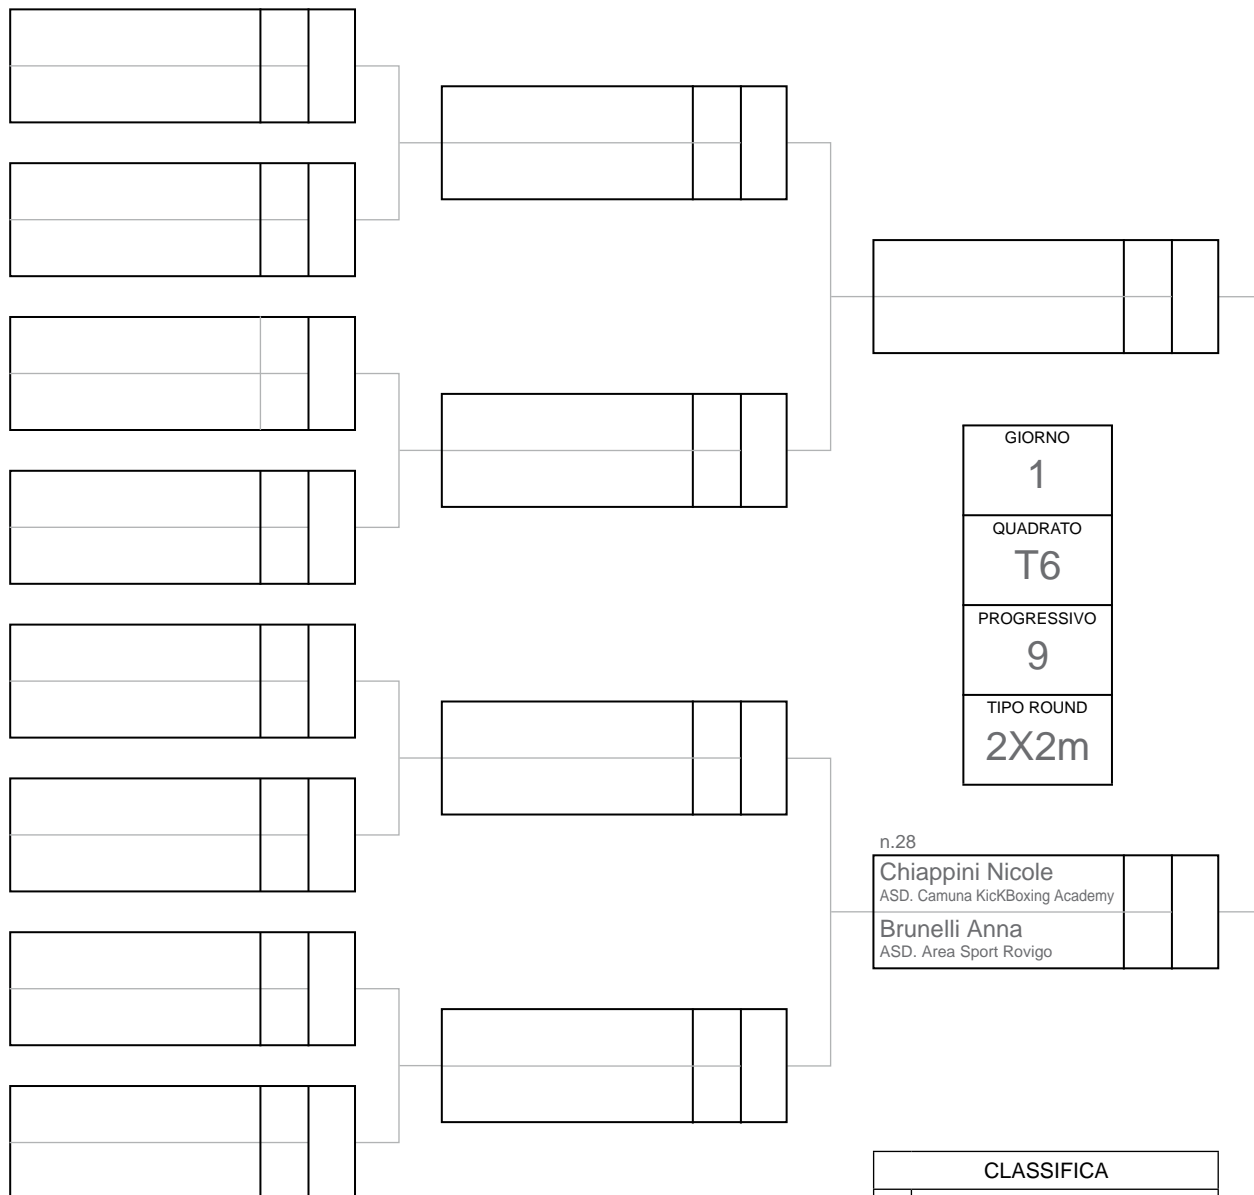 GIORNO
1
QUADRATO
T6
PROGRESSIVO
9
TIPO ROUND
2X2m
n.28
Chiappini Nicole
ASD. Camuna KicKBoxing Academy
Brunelli Anna
ASD. Area Sport Rovigo
CLASSIFICA